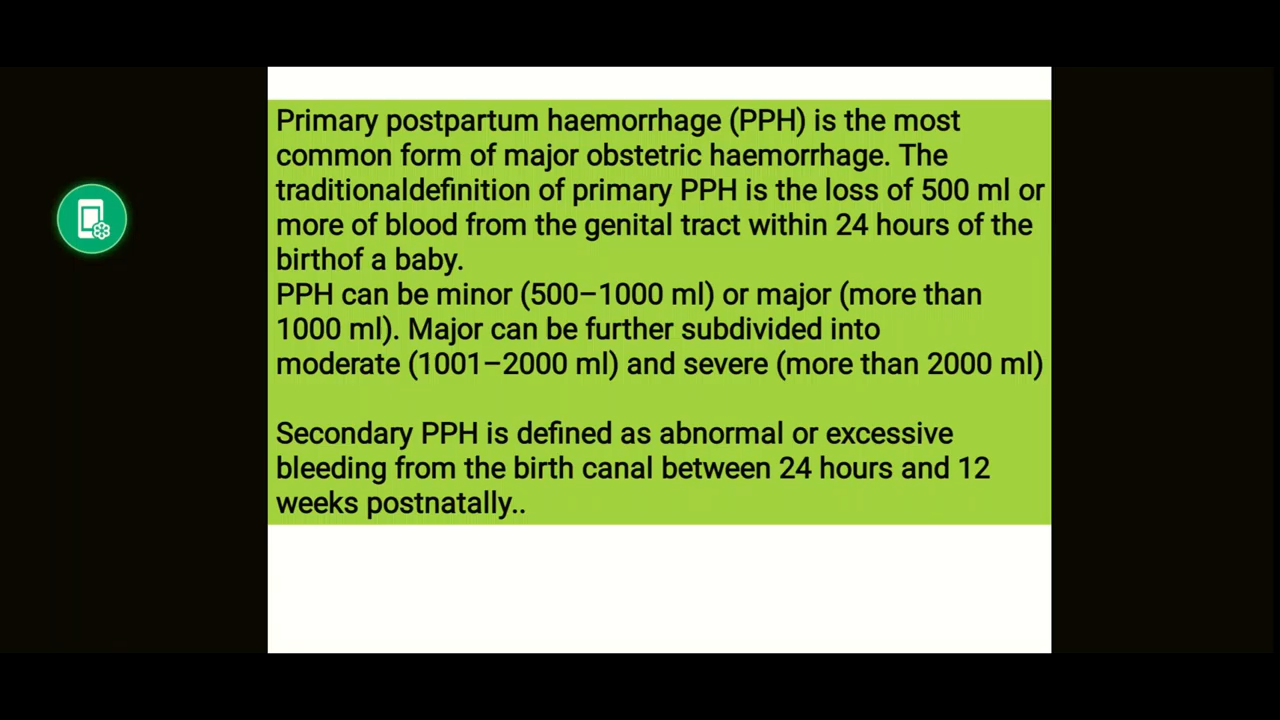 Primary postpartum haemorrhage (PPH) is the most
common form of major obstetric haemorrhage. The
traditionaldefinition of primary PPH is the loss of 500 ml or
more of blood from the genital tract within 24 hours of the
birthof a baby.
PPH can be minor (500–1000 ml) or major (more than
1000 ml). Major can be further subdivided into
moderate (1001–2000 ml) and severe (more than 2000 ml)
Secondary PPH is defined as abnormal or excessive
bleeding from the birth canal between 24 hours and 12
weeks postnatally..